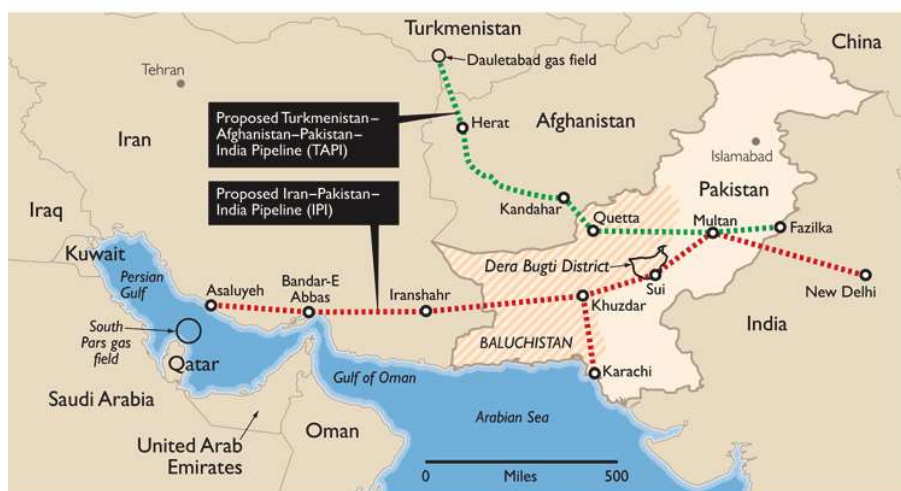 Turkmenistan
Dauletabad gas field
China
Tehran
Proposed Turkmenistan–
Afghanistan–Pakistan–
India Pipeline (TAPI)
Herat
Afghanistan
Iran
Islamabad
Proposed Iran–Pakistan–
India Pipeline (IPI)
Pakistan
Kandahar
Iraq
Quetta
Multan
Fazilka
Kuwait
Dera Bugti District
Persian
Gulf
Asaluyeh
Bandar-E
Abbas
Iranshahr
Sui
New Delhi
Khuzdar
South
Pars gas
field
India
BALUCHISTAN
Qatar
Karachi
Gulf of Oman
Saudi Arabia
Arabian Sea
Oman
United Arab
Emirates
0 Miles 500